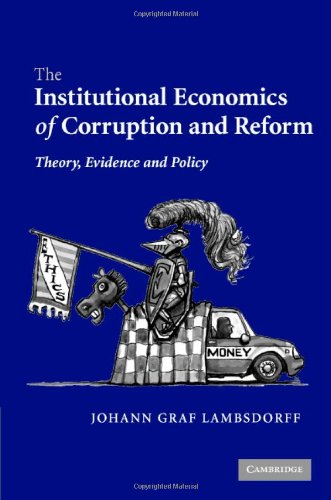 The
Institutional Economics
of Corruption and Reform
Theory, Evidence and Policy
ETHICS
MONEY
JOHANN GRAF LAMBSDORFF
CAMBRIDGE